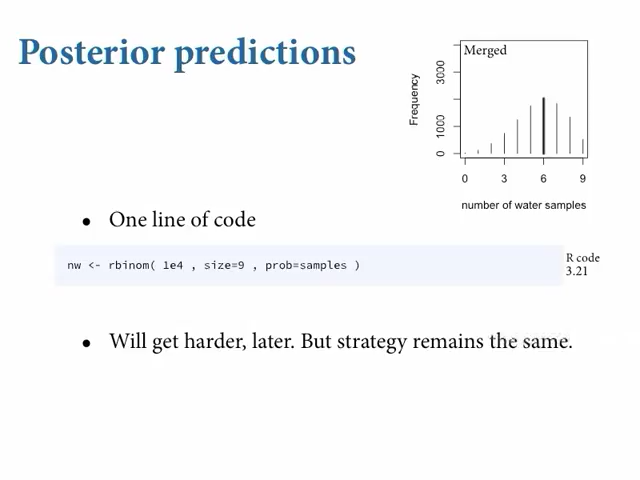 Posterior predictions
Merged
Frequency
0 1000 3000
0 3 6 9
number of water samples
• One line of code
nw <- rbinom( 1e4 , size=9 , prob=samples )
R code
3.21
• Will get harder, later. But strategy remains the same.